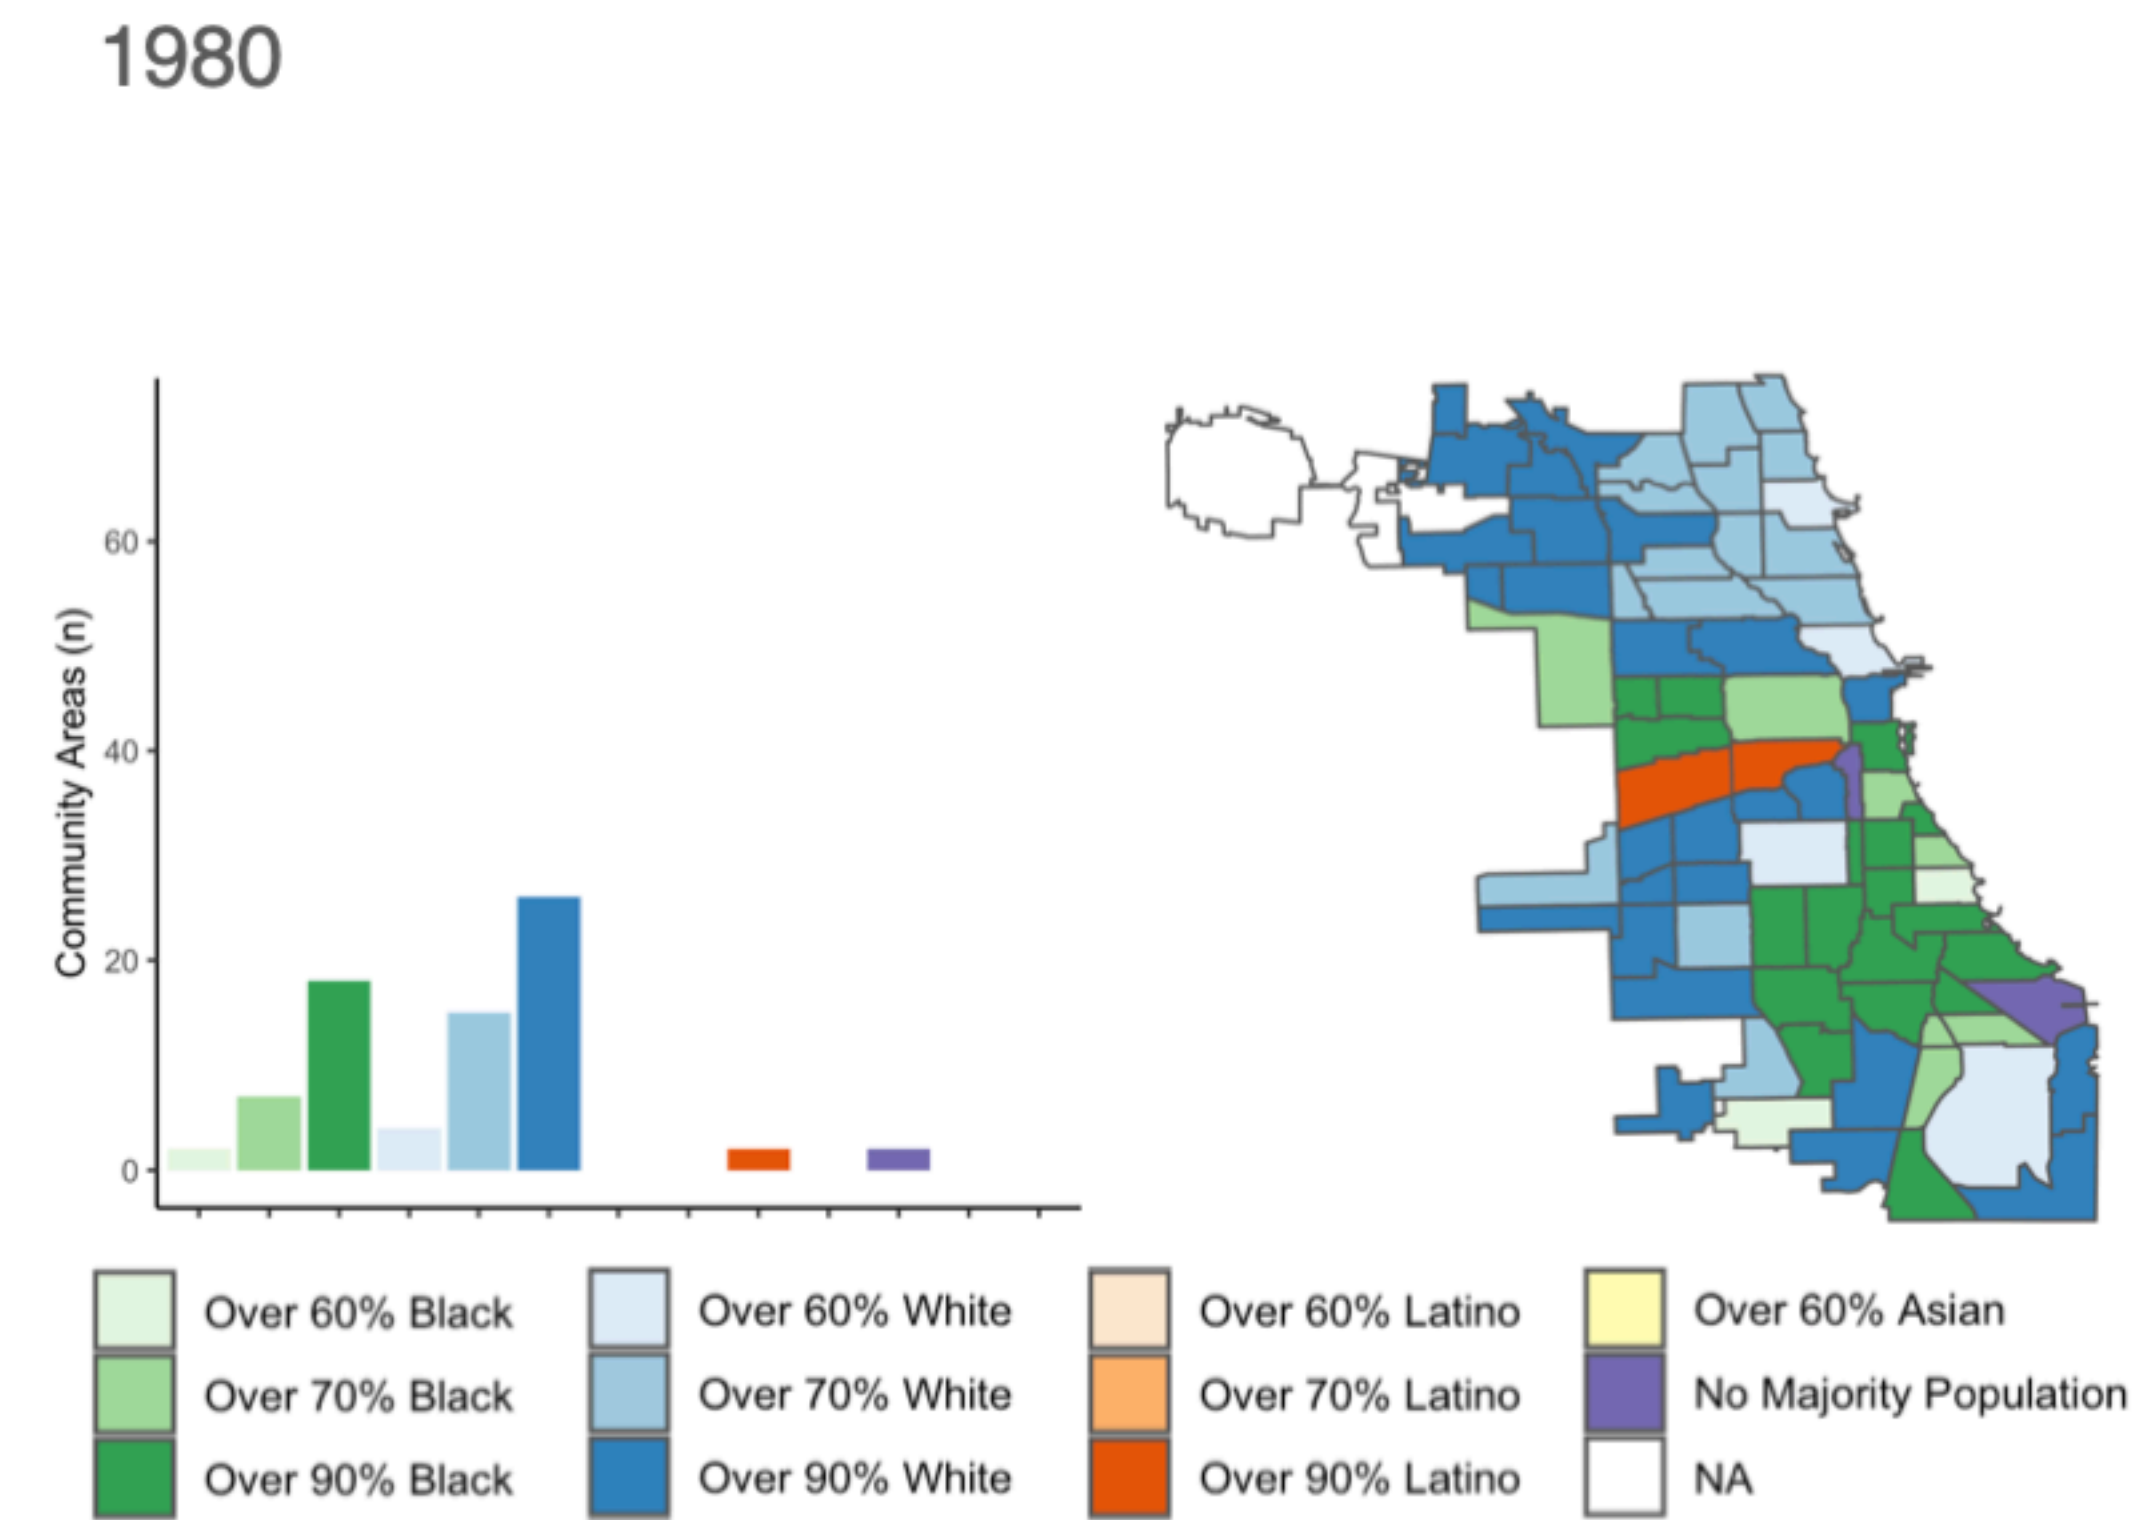 1980
Community Areas (n)
60
40
20
0
Over 60% Black
Over 70% Black
Over 90% Black
Over 60% White
Over 70% White
Over 90% White
Over 60% Latino
Over 70% Latino
Over 90% Latino
Over 60% Asian
No Majority Population
NA